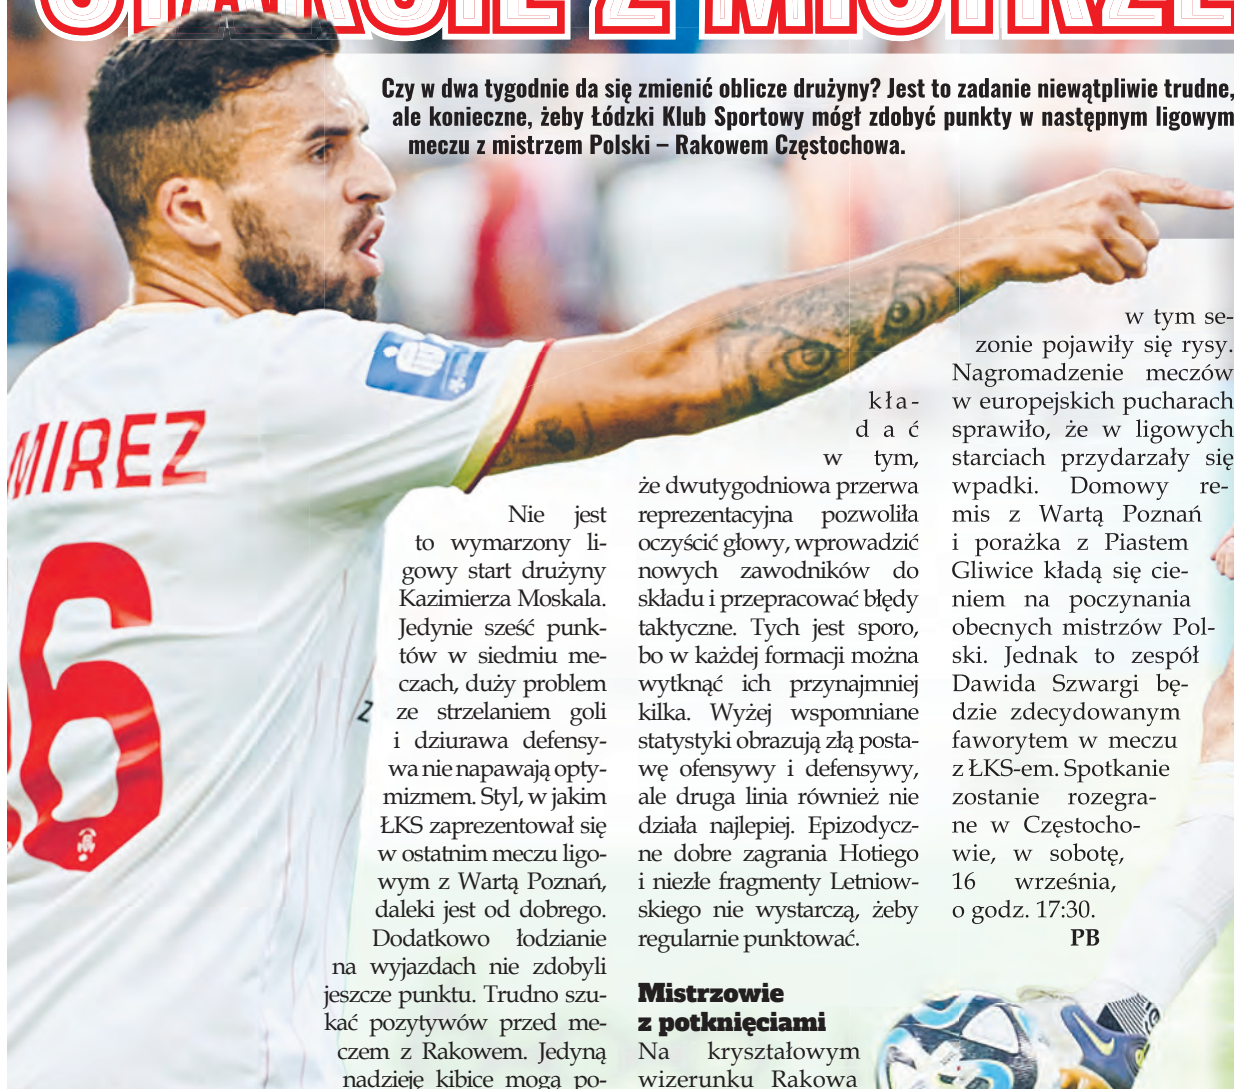 STARCIE Z MISTRZE
Czy w dwa tygodnie da się zmienić oblicze drużyny? Jest to zadanie niewątpliwie trudne,
ale konieczne, żeby Łódzki Klub Sportowy mógł zdobyć punkty w następnym ligowym
meczu z mistrzem Polski – Rakowem Częstochowa.
MIREZ
6
Z
Nie jest
to wymarzony li-
gowy start drużyny
Kazimierza Moskala.
Jedynie sześć punk-
tów w siedmiu me-
czach, duży problem
ze strzelaniem goli
i dziurawa defensy-
wa nie napawają opty-
mizmem. Styl, w jakim
ŁKS zaprezentował się
w ostatnim meczu ligo-
wym z Wartą Poznań,
daleki jest od dobrego.
Dodatkowo łodzianie
na wyjazdach nie zdobyli
jeszcze punktu. Trudno szu-
kać pozytywów przed me-
czem z Rakowem. Jedyną
nadzieję kibice mogą po-
kła-
dać
w tym,
że dwutygodniowa przerwa
reprezentacyjna pozwoliła
oczyścić głowy, wprowadzić
nowych zawodników do
składu i przepracować błędy
taktyczne. Tych jest sporo,
bo w każdej formacji można
wytknąć ich przynajmniej
kilka. Wyżej wspomniane
statystyki obrazują złą posta-
wę ofensywy i defensywy,
ale druga linia również nie
działa najlepiej. Epizodycz-
ne dobre zagrania Hotiego
i niezłe fragmenty Letniow-
skiego nie wystarczą, żeby
regularnie punktować.
Mistrzowie
z potknięciami
Na kryształowym
wizerunku Rakowa
w tym se-
zonie pojawiły się rysy.
Nagromadzenie meczów
w europejskich pucharach
sprawiło, że w ligowych
starciach przydarzały się
wpadki. Domowy re-
mis z Wartą Poznań
i porażka z Piastem
Gliwice kładą się cie-
niem na poczynania
obecnych mistrzów Pol-
ski. Jednak to zespół
Dawida Szwargi bę-
dzie zdecydowanym
faworytem w meczu
z ŁKS-em. Spotkanie
zostanie rozegra-
ne w Częstocho-
wie, w sobotę,
16 września,
o godz. 17:30.
PB